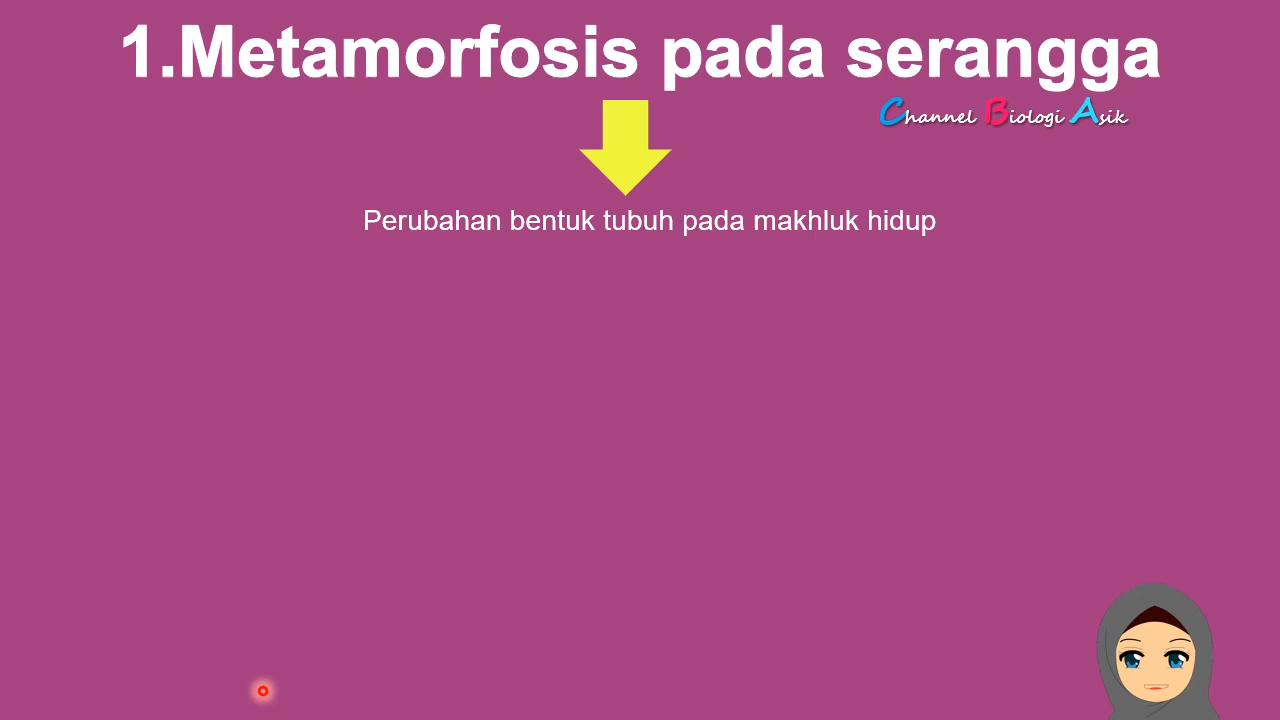 1.Metamorfosis pada serangga
Channel Biologi Asik
Perubahan bentuk tubuh pada makhluk hidup